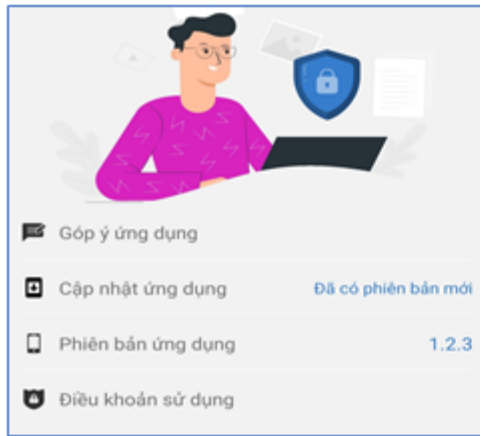 Góp ý ứng dụng
Cập nhật ứng dụng Đã có phiên bản mới
Phiên bản ứng dụng 1.2.3
Điều khoản sử dụng